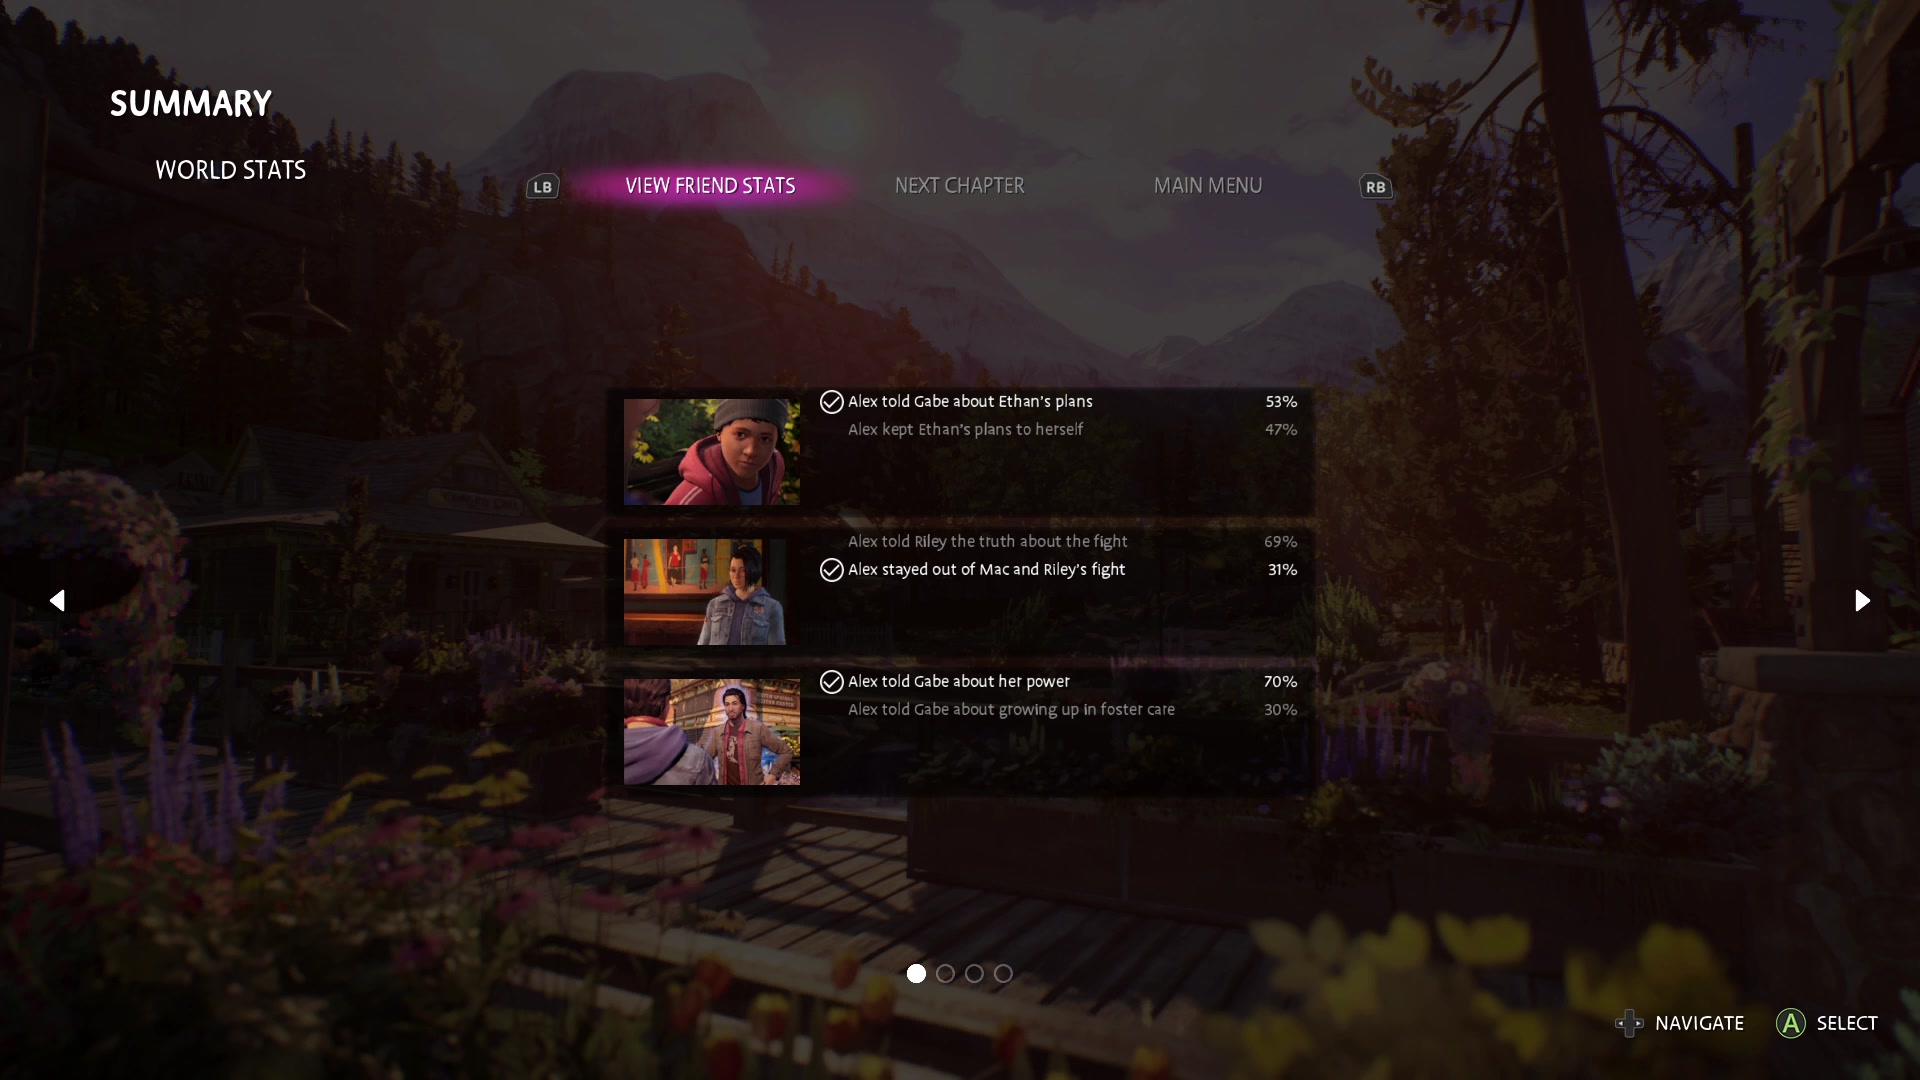 SUMMARY
WORLD STATS
LB VIEW FRIEND STATS NEXT CHAPTER MAIN MENU RB
Alex told Gabe about Ethan's plans 53%
Alex kept Ethan's plans to herself 47%
Alex told Riley the truth about the fight 69%
Alex stayed out of Mac and Riley's fight 31%
Alex told Gabe about her power 70%
Alex told Gabe about growing up in foster care 30%
NAVIGATE A SELECT